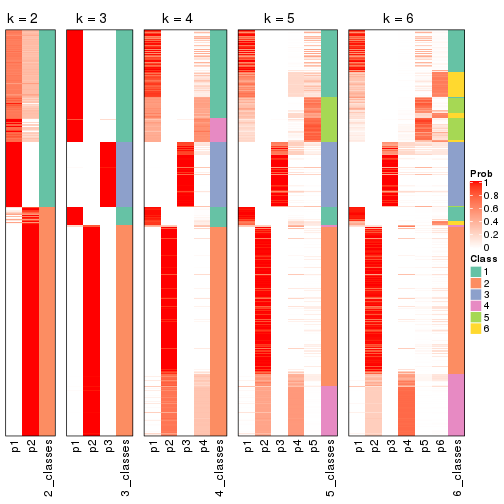 k = 2
k = 3
k = 4
k = 5
k = 6
Prob
1
0.8
0.6
0.4
0.2
0
Class
1
2
3
4
5
6
p1
p2
2_classes
p1
p2
p3
3_classes
p1
p2
p3
p4
4_classes
p1
p2
p3
p4
p5
5_classes
p1
p2
p3
p4
p5
p6
6_classes